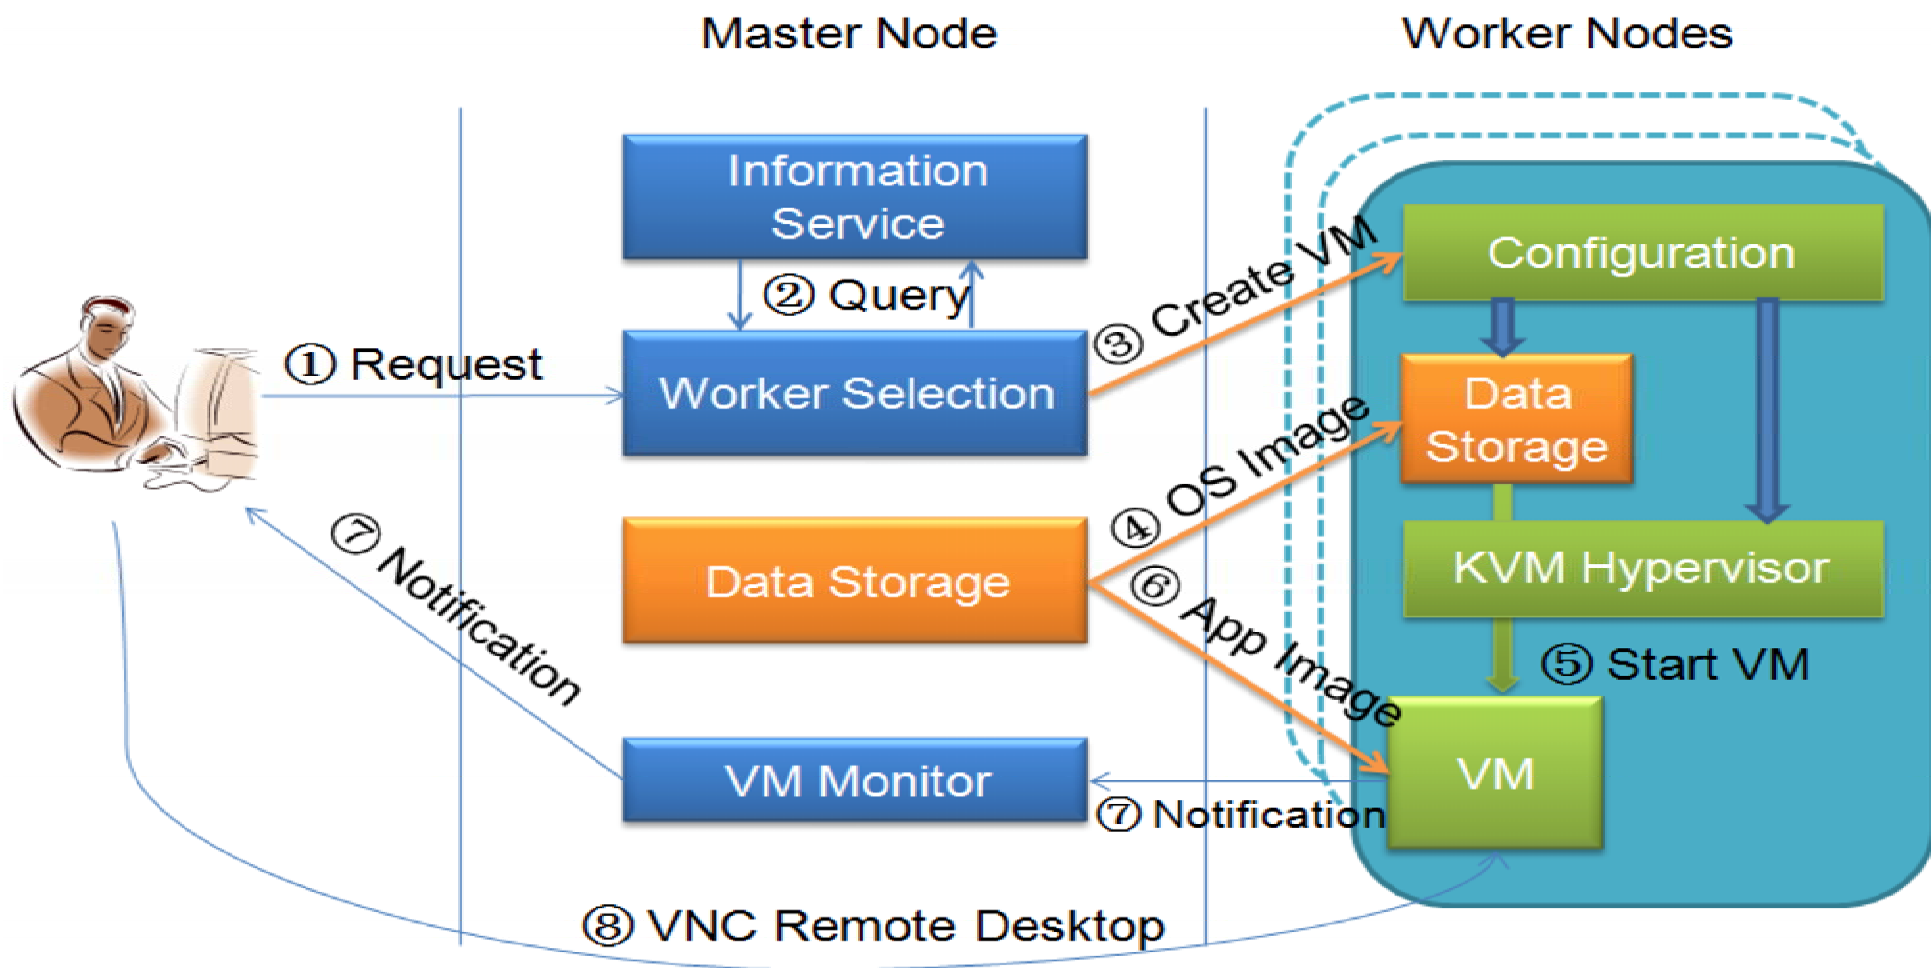 Master Node
Worker Nodes
Information
Service
② Query
① Request
Worker Selection
③ Create VM
Configuration
Data
Storage
④ OS Image
Data Storage
⑥ App Image
KVM Hypervisor
⑤ Start VM
⑦ Notification
VM Monitor
⑦ Notification
VM
⑧ VNC Remote Desktop